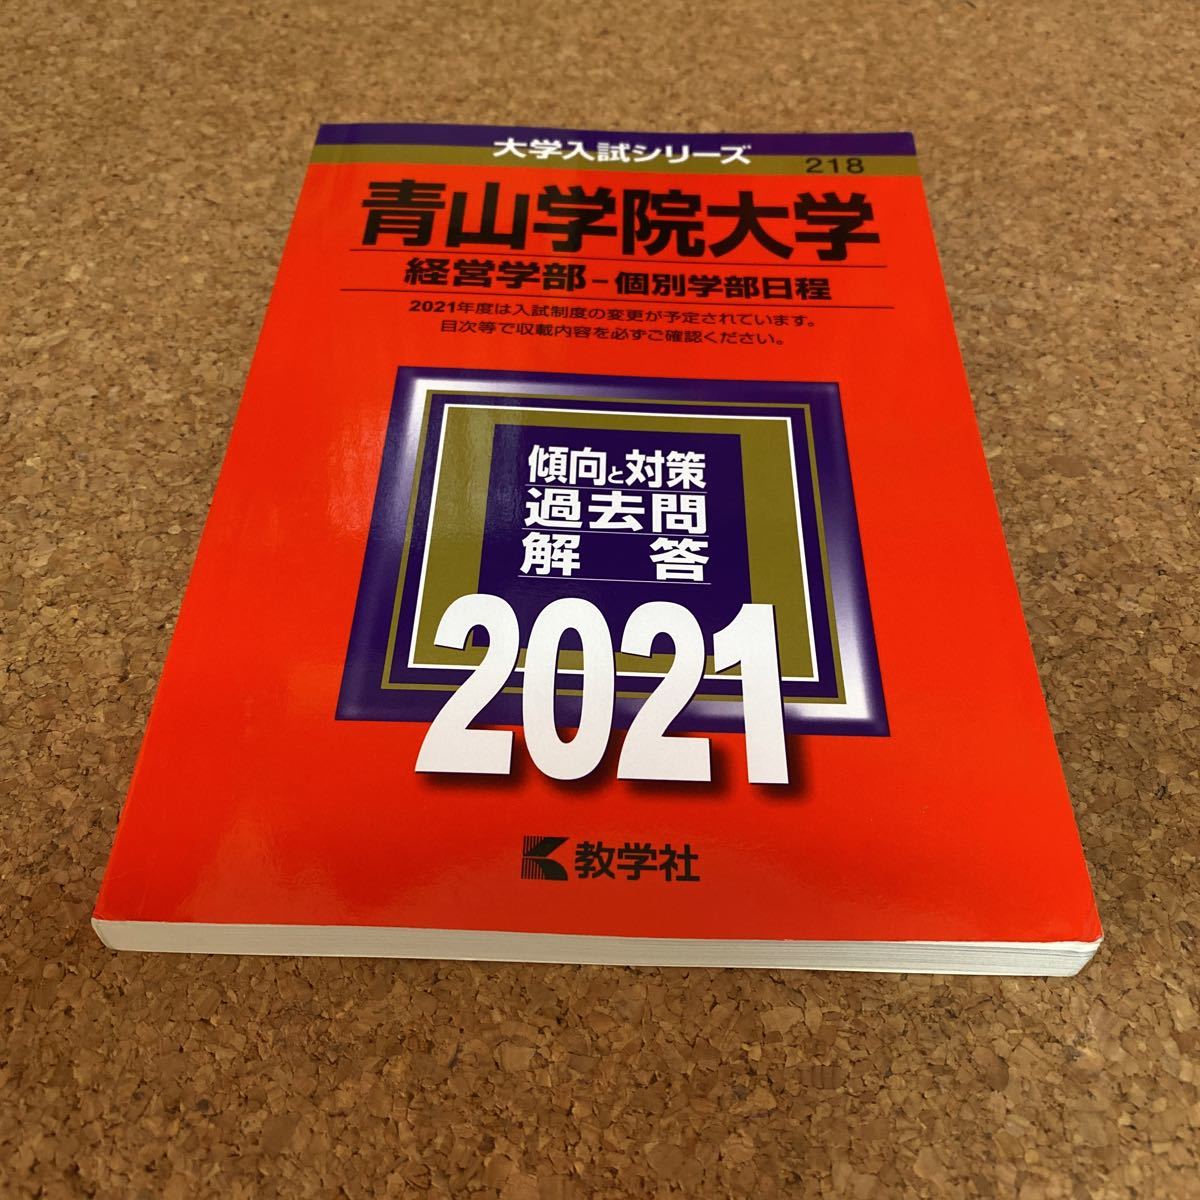 大学入試シリーズ
218
青山学院大学
経営学部－個別学部日程
2021年度は入試制度の変更が予定されています。
目次等で収載内容を必ずご確認ください。
傾向と対策
過去問
解答
2021
教学社